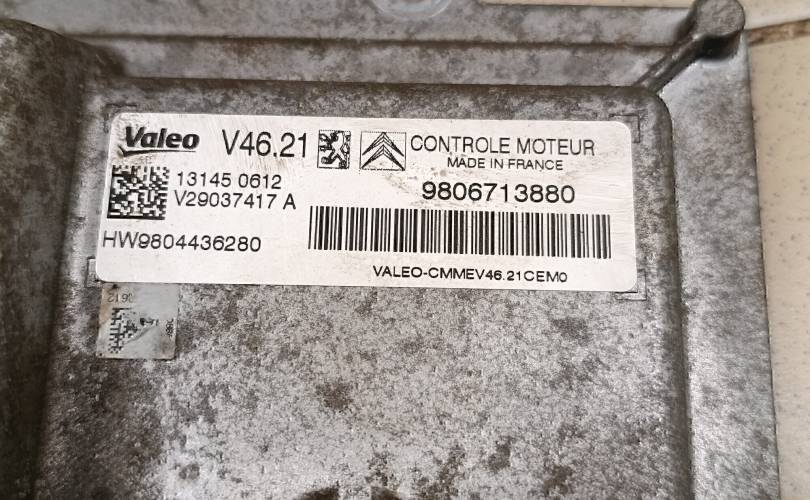 Valeo V46.21 CONTROLE MOTEUR
MADE IN FRANCE
13145 0612
V29037417 A
9806713880
HW9804436280
VALEO-CMMEV46.21CEM0